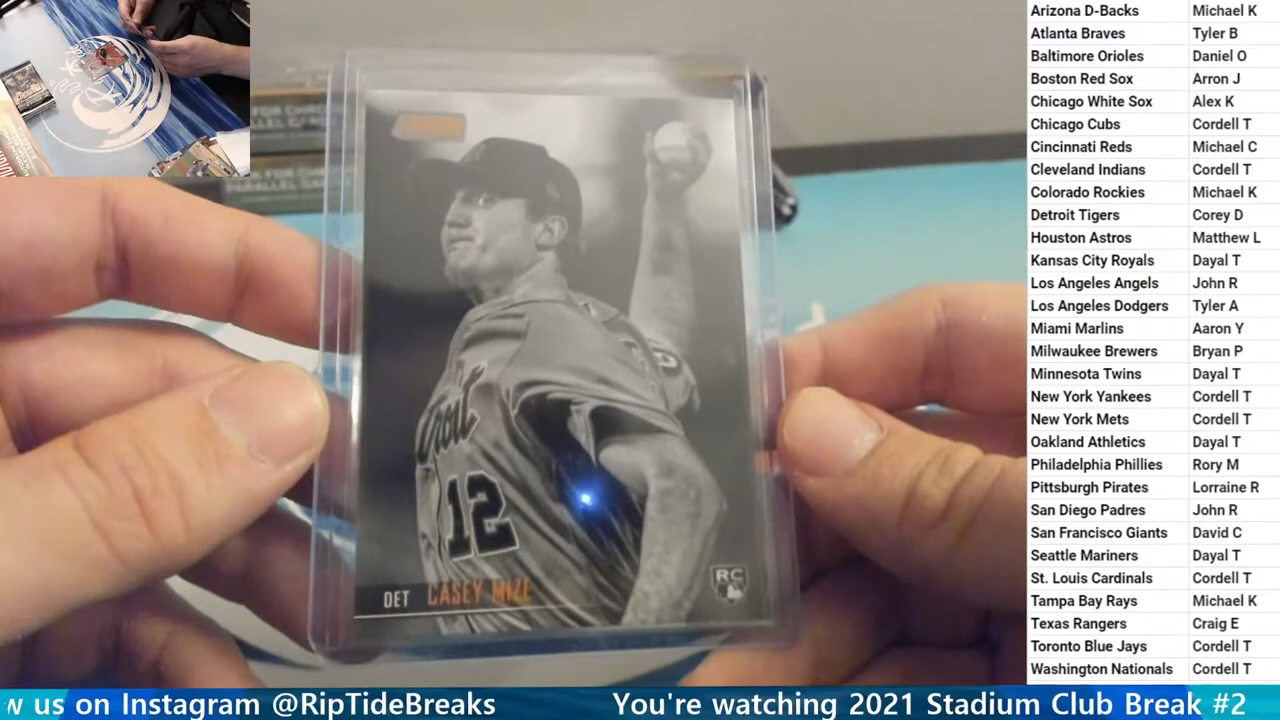 FOR CHROM
PARALLEL CAR
DET CASEY MIZE
12
RC
Arizona D-Backs Michael K
Atlanta Braves Tyler B
Baltimore Orioles Daniel O
Boston Red Sox Arron J
Chicago White Sox Alex K
Chicago Cubs Cordell T
Cincinnati Reds Michael C
Cleveland Indians Cordell T
Colorado Rockies Michael K
Detroit Tigers Corey D
Houston Astros Matthew L
Kansas City Royals Dayal T
Los Angeles Angels John R
Los Angeles Dodgers Tyler A
Miami Marlins Aaron Y
Milwaukee Brewers Bryan P
Minnesota Twins Dayal T
New York Yankees Cordell T
New York Mets Cordell T
Oakland Athletics Dayal T
Philadelphia Phillies Rory M
Pittsburgh Pirates Lorraine R
San Diego Padres John R
San Francisco Giants David C
Seattle Mariners Dayal T
St. Louis Cardinals Cordell T
Tampa Bay Rays Michael K
Texas Rangers Craig E
Toronto Blue Jays Cordell T
Washington Nationals Cordell T
w us on Instagram @RipTideBreaks You're watching 2021 Stadium Club Break #2